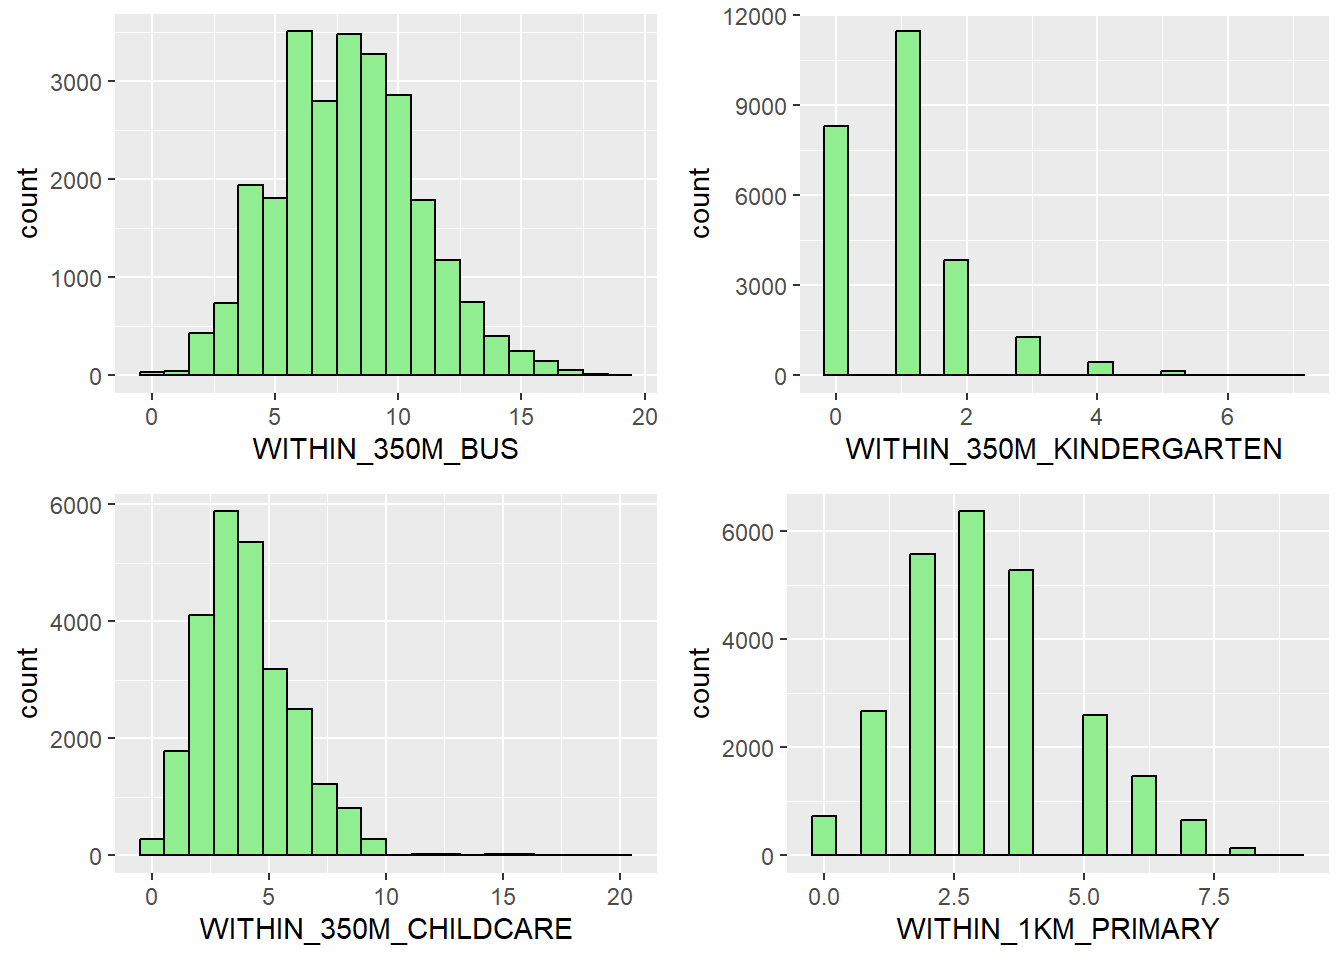 count
3000
2000
1000
0
0 5 10 15 20
WITHIN_350M_BUS
count
12000
9000
6000
3000
0
0 2 4 6
WITHIN_350M_KINDERGARTEN
count
6000
4000
2000
0
0 5 10 15 20
WITHIN_350M_CHILDCARE
count
6000
4000
2000
0
0.0 2.5 5.0 7.5
WITHIN_1KM_PRIMARY